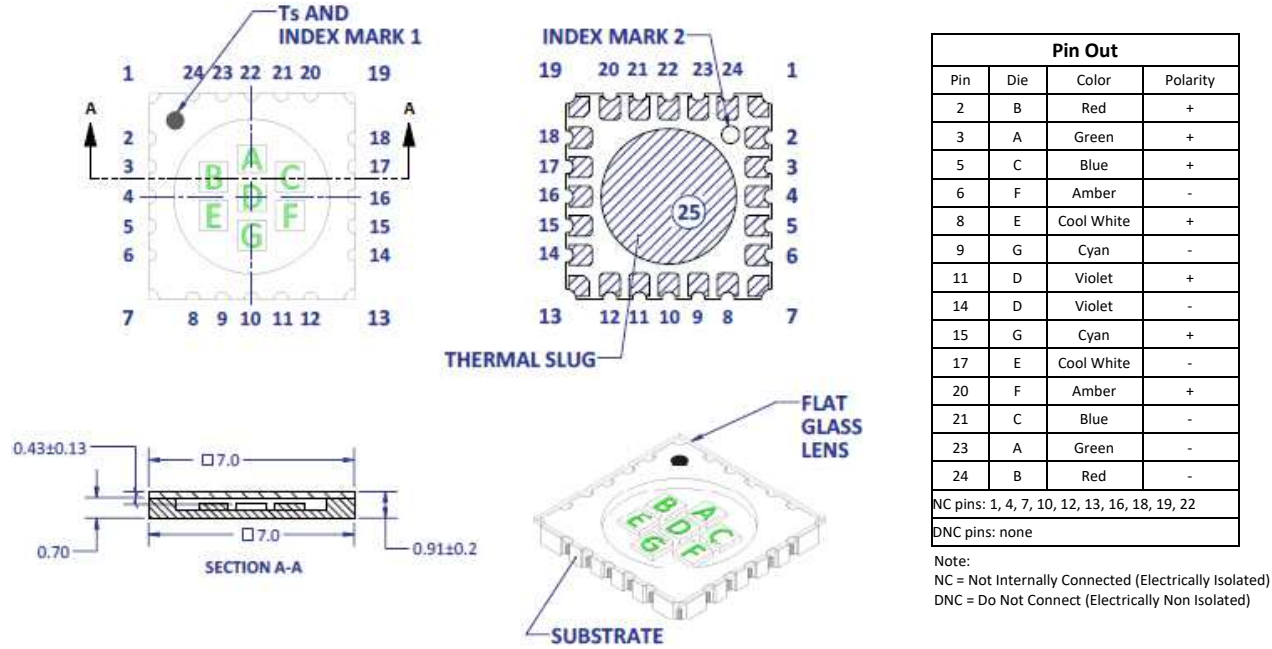 Ts AND
INDEX MARK 1
1 24 23 22 21 20 19
A A
2 18
3 17
4 16
5 15
6 14
7 8 9 10 11 12 13
A
B C
D
E F
G
INDEX MARK 2
19 20 21 22 23 24 1
18 2
17 3
16 4
15 5
14 6
13 12 11 10 9 8 7
25
THERMAL SLUG
0.43±0.13
□7.0
□7.0
0.70
0.91±0.2
SECTION A-A
FLAT
GLASS
LENS
B A
E D C
G F
SUBSTRATE
Pin Out
Pin Die Color Polarity
2 B Red +
3 A Green +
5 C Blue +
6 F Amber -
8 E Cool White +
9 G Cyan -
11 D Violet +
14 D Violet -
15 G Cyan +
17 E Cool White -
20 F Amber +
21 C Blue -
23 A Green -
24 B Red -
NC pins: 1, 4, 7, 10, 12, 13, 16, 18, 19, 22
DNC pins: none
Note:
NC = Not Internally Connected (Electrically Isolated)
DNC = Do Not Connect (Electrically Non Isolated)